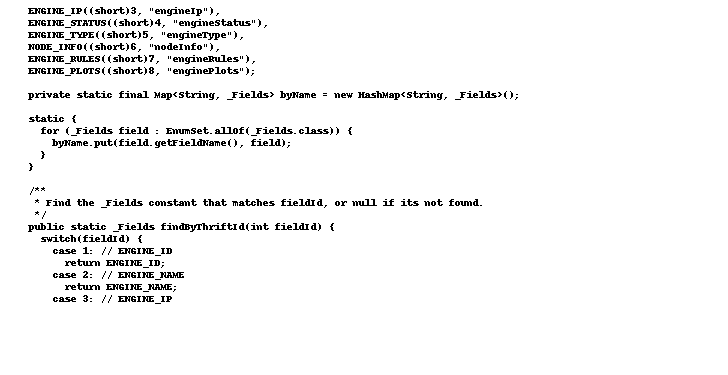 ENGINE_IP((short)3, "engineIp"),
ENGINE_STATUS((short)4, "engineStatus"),
ENGINE_TYPE((short)5, "engineType"),
NODE_INFO((short)6, "nodeInfo"),
ENGINE_RULES((short)7, "engineRules"),
ENGINE_PLOTS((short)8, "enginePlots");

private static final Map<String, _Fields> byName = new HashMap<String, _Fields>();

static {
  for (_Fields field : EnumSet.allOf(_Fields.class)) {
    byName.put(field.getFieldName(), field);
  }
}

/**
 * Find the _Fields constant that matches fieldId, or null if its not found.
 */
public static _Fields findByThriftId(int fieldId) {
  switch(fieldId) {
    case 1: // ENGINE_ID
      return ENGINE_ID;
    case 2: // ENGINE_NAME
      return ENGINE_NAME;
    case 3: // ENGINE_IP